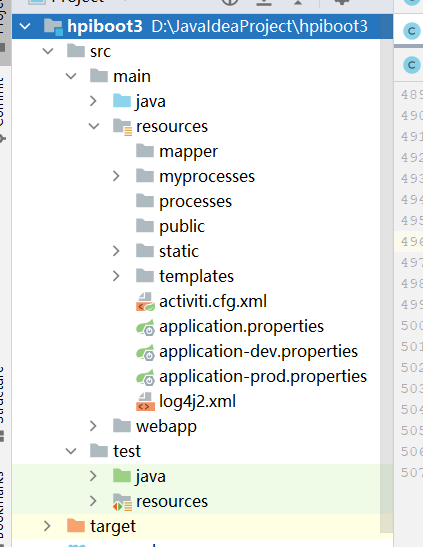 Project
hpiboot3 D:\JavaIdeaProject\hpiboot3
src
main
java
resources
mapper
myprocesses
processes
public
static
templates
activiti.cfg.xml
application.properties
application-dev.properties
application-prod.properties
log4j2.xml
webapp
test
java
resources
target
Commit
Structure
Bookmarks
489
490
491
492
493
494
495
496
497
498
499
500
501
502
503
504
505
506
507